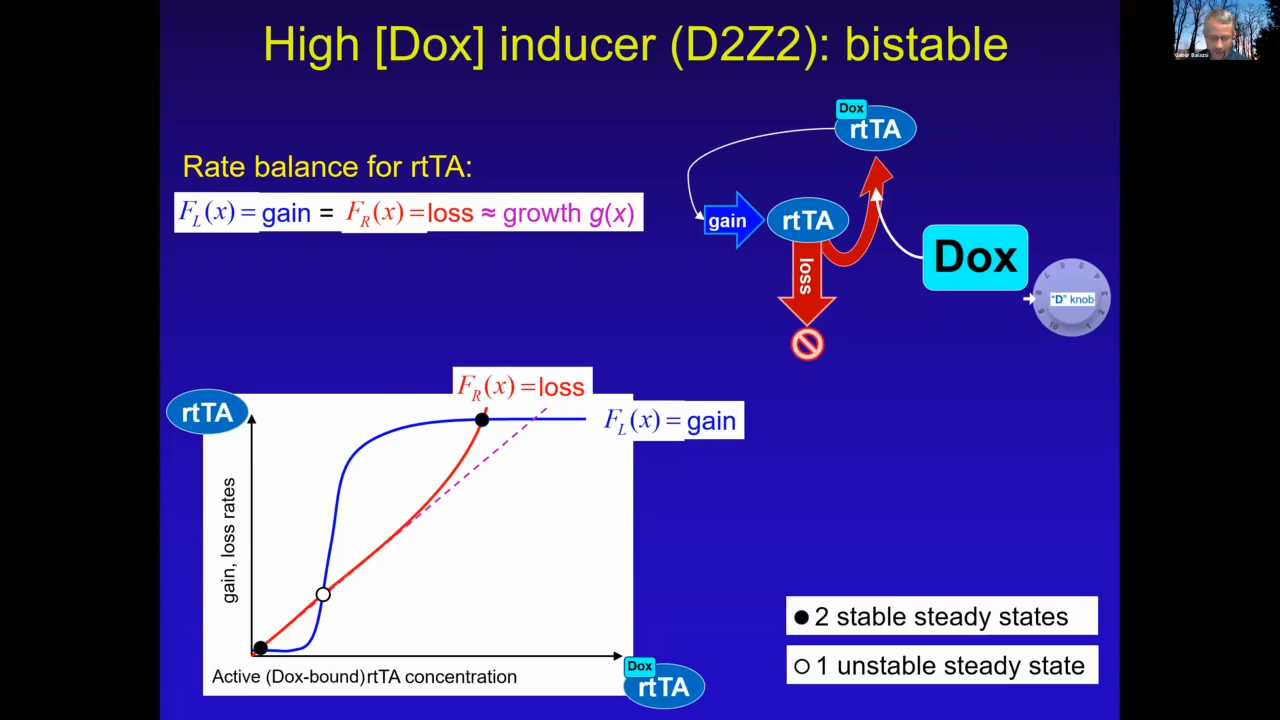 High [Dox] inducer (D2Z2): bistable
Gabor Balazsi
Dox
rtTA
Rate balance for rtTA:
F_L(x) = gain = F_R(x) = loss ≈ growth g(x)
gain
rtTA
loss
Dox
"D" knob
F_R(x) = loss
rtTA
F_L(x) = gain
gain, loss rates
2 stable steady states
1 unstable steady state
Active (Dox-bound) rtTA concentration
Dox
rtTA